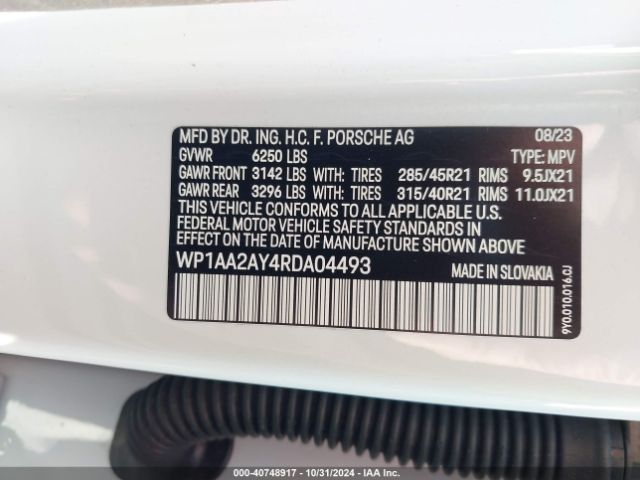 MFD BY DR. ING. H.C. F. PORSCHE AG 08/23
GVWR 6250 LBS TYPE: MPV
GAWR FRONT 3142 LBS WITH: TIRES 285/45R21 RIMS 9.5JX21
GAWR REAR 3296 LBS WITH: TIRES 315/40R21 RIMS 11.0JX21
THIS VEHICLE CONFORMS TO ALL APPLICABLE U.S.
FEDERAL MOTOR VEHICLE SAFETY STANDARDS IN
EFFECT ON THE DATE OF MANUFACTURE SHOWN ABOVE
WP1AA2AY4RDA04493 MADE IN SLOVAKIA
9Y0.010.016.CJ
000-40748917 - 10/31/2024 - IAA Inc.